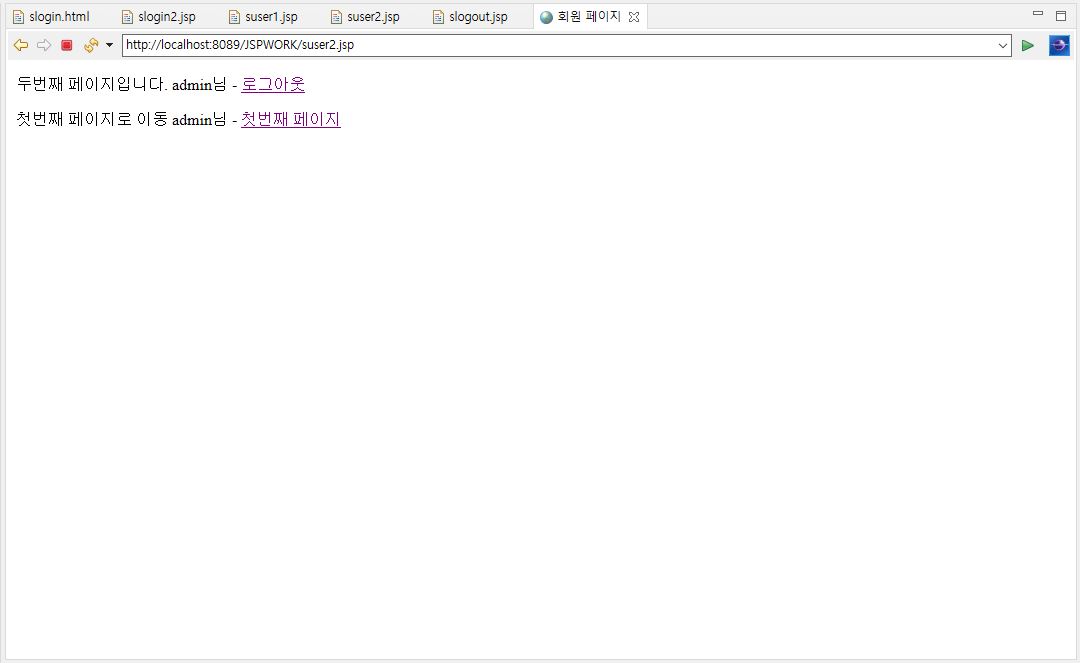 slogin.html slogin2.jsp suser1.jsp suser2.jsp slogout.jsp 회원 페이지
http://localhost:8089/JSPWORK/suser2.jsp
두번째 페이지입니다. admin님 - 로그아웃
첫번째 페이지로 이동 admin님 - 첫번째 페이지